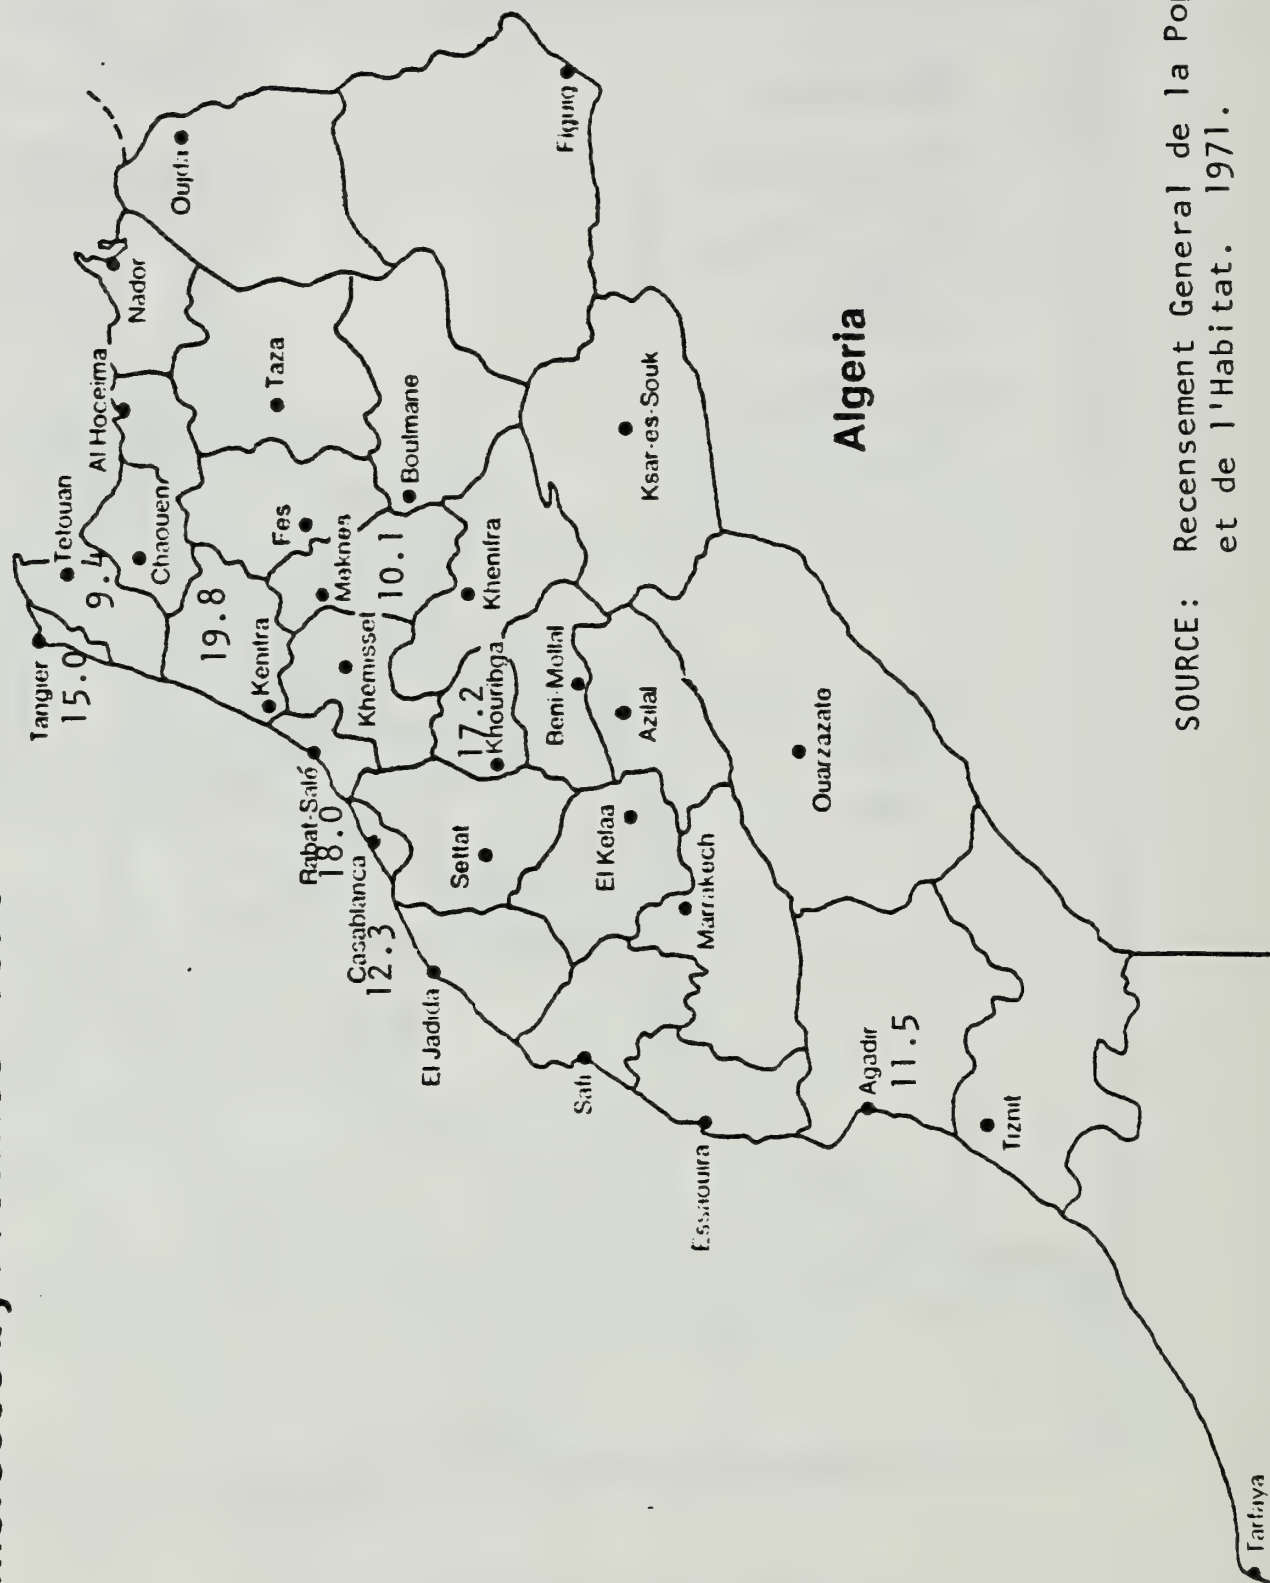 Tangier
15.0
Tetouan
9.4
Chaouen
Al Hoceima
Nador
Oujda
19.8
Kenitra
Fes
Taza
Meknes
10.1
Khemisset
Boulmane
Khenifra
Figuig
Rabat-Salé
18.0
Casablanca
12.3
Settat
17.2
Khouribga
Beni-Mellal
Azilal
Ksar-es-Souk
El Jadida
Safi
El Kelaa
Marrakech
Ouarzazate
Essaouira
Agadir
11.5
Tiznit
Tarfaya
Algeria
SOURCE: Recensement General de la Po
et de l'Habitat. 1971.